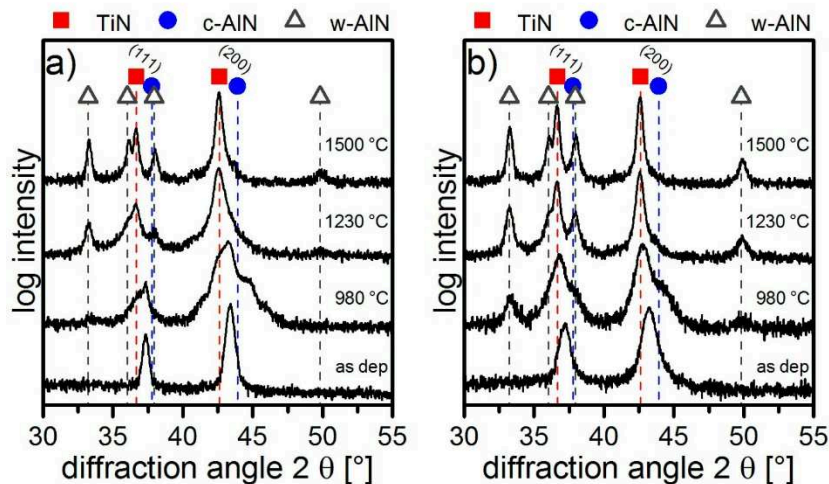 TiN c-AlN w-AlN
a)
(111) (200)
1500 °C
1230 °C
980 °C
as dep
log intensity
30 35 40 45 50 55
diffraction angle 2 θ [°]
TiN c-AlN w-AlN
b)
(111) (200)
1500 °C
1230 °C
980 °C
as dep
log intensity
30 35 40 45 50 55
diffraction angle 2 θ [°]